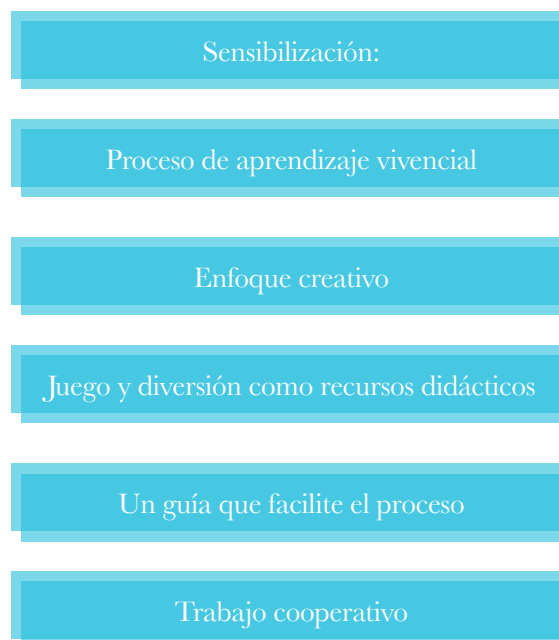 Sensibilización:
Proceso de aprendizaje vivencial
Enfoque creativo
Juego y diversión como recursos didácticos
Un guía que facilite el proceso
Trabajo cooperativo